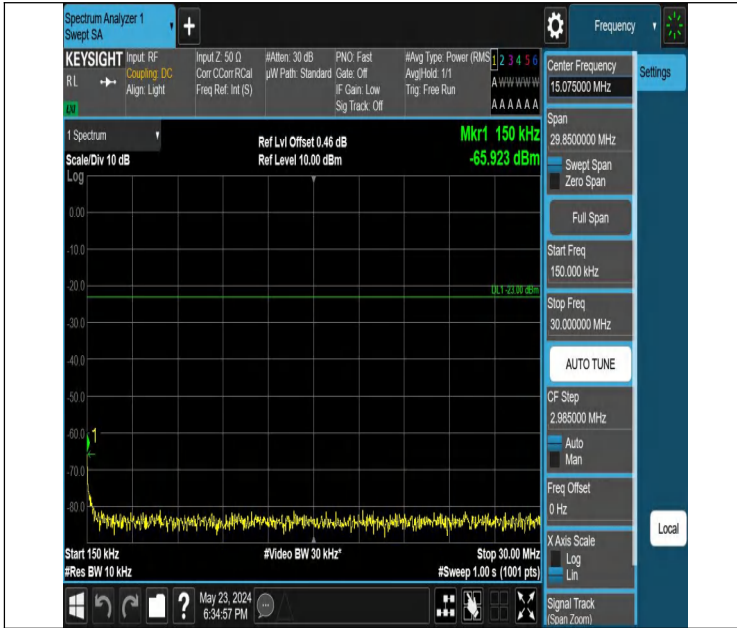 Spectrum Analyzer 1
Swept SA
+
Frequency
KEYSIGHT
RL
LXI
Input: RF
Coupling: DC
Align: Light
Input Z: 50 Ω
Corr CCorr RCal
Freq Ref: Int (S)
#Atten: 30 dB
µW Path: Standard
PNO: Fast
Gate: Off
IF Gain: Low
Sig Track: Off
#Avg Type: Power (RMS
Avg|Hold: 1/1
Trig: Free Run
1 2 3 4 5 6
A W W W W W
A A A A A A
1 Spectrum
Scale/Div 10 dB
Log
Ref Lvl Offset 0.46 dB
Ref Level 10.00 dBm
Mkr1 150 kHz
-65.923 dBm
0.00
-10.0
-20.0
DL1 -23.00 dBm
-30.0
-40.0
-50.0
-60.0
1
-70.0
-80.0
Start 150 kHz
#Res BW 10 kHz
#Video BW 30 kHz*
Stop 30.00 MHz
#Sweep 1.00 s (1001 pts)
Center Frequency
15.075000 MHz
Settings
Span
29.8500000 MHz
Swept Span
Zero Span
Full Span
Start Freq
150.000 kHz
Stop Freq
30.000000 MHz
AUTO TUNE
CF Step
2.985000 MHz
Auto
Man
Freq Offset
0 Hz
X Axis Scale
Log
Lin
Signal Track
(Span Zoom)
Local
?
May 23, 2024
6:34:57 PM